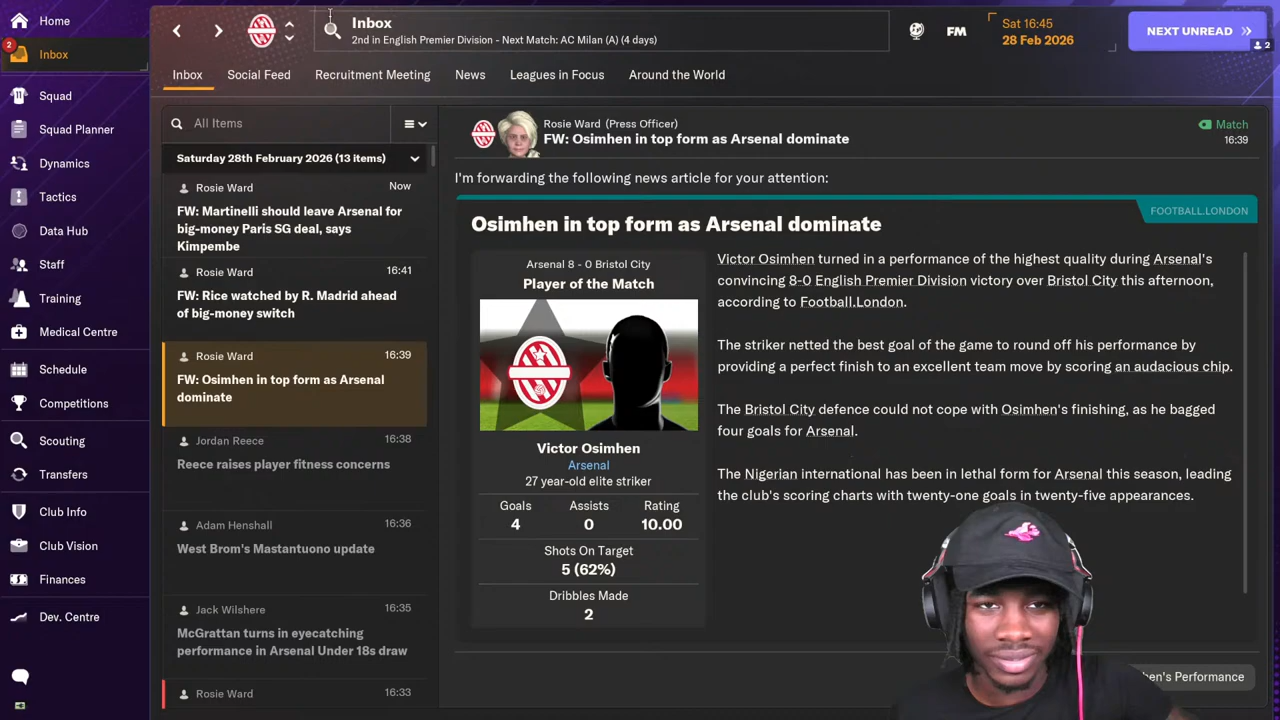 Home
2
Inbox
Squad
Squad Planner
Dynamics
Tactics
Data Hub
Staff
Training
Medical Centre
Schedule
Competitions
Scouting
Transfers
Club Info
Club Vision
Finances
Dev. Centre
Inbox
2nd in English Premier Division - Next Match: AC Milan (A) (4 days)
FM
Sat 16:45
28 Feb 2026
NEXT UNREAD
2
Inbox
Social Feed
Recruitment Meeting
News
Leagues in Focus
Around the World
All Items
Saturday 28th February 2026 (13 items)
Rosie Ward
Now
FW: Martinelli should leave Arsenal for
big-money Paris SG deal, says
Kimpembe
Rosie Ward
16:41
FW: Rice watched by R. Madrid ahead
of big-money switch
Rosie Ward
16:39
FW: Osimhen in top form as Arsenal
dominate
Jordan Reece
16:38
Reece raises player fitness concerns
Adam Henshall
16:36
West Brom's Mastantuono update
Jack Wilshere
16:35
McGrattan turns in eyecatching
performance in Arsenal Under 18s draw
Rosie Ward
16:33
Rosie Ward (Press Officer)
FW: Osimhen in top form as Arsenal dominate
Match
16:39
I'm forwarding the following news article for your attention:
FOOTBALL.LONDON
Osimhen in top form as Arsenal dominate
Arsenal 8 - 0 Bristol City
Player of the Match
Victor Osimhen
Arsenal
27 year-old elite striker
Goals Assists Rating
4 0 10.00
Shots On Target
5 (62%)
Dribbles Made
2
Victor Osimhen turned in a performance of the highest quality during Arsenal's
convincing 8-0 English Premier Division victory over Bristol City this afternoon,
according to Football.London.
The striker netted the best goal of the game to round off his performance by
providing a perfect finish to an excellent team move by scoring an audacious chip.
The Bristol City defence could not cope with Osimhen's finishing, as he bagged
four goals for Arsenal.
The Nigerian international has been in lethal form for Arsenal this season, leading
the club's scoring charts with twenty-one goals in twenty-five appearances.
Performance